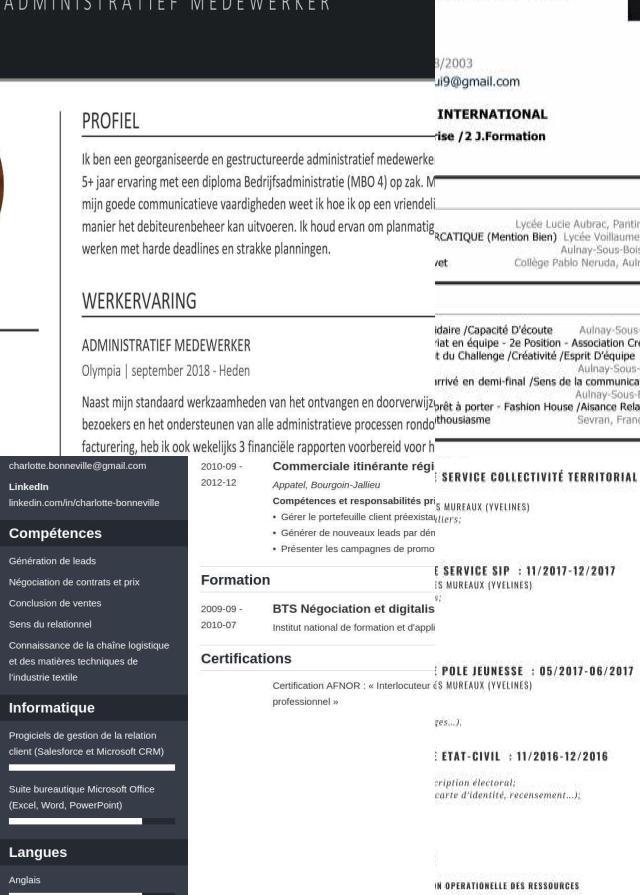 ADMINISTRATIEF MEDEWERKER
PROFIEL
Ik ben een georganiseerde en gestructureerde administratief medewerke
5+ jaar ervaring met een diploma Bedrijfsadministratie (MBO 4) op zak. M
mijn goede communicatieve vaardigheden weet ik hoe ik op een vriendeli
manier het debiteurenbeheer kan uitvoeren. Ik houd ervan om planmatig
werken met harde deadlines en strakke planningen.
WERKERVARING
ADMINISTRATIEF MEDEWERKER
Olympia | september 2018 - Heden
Naast mijn standaard werkzaamheden van het ontvangen en doorverwijz
bezoekers en het ondersteunen van alle administratieve processen rondo
facturering, heb ik ook wekelijks 3 financiële rapporten voorbereid voor h
3/2003
ui9@gmail.com
INTERNATIONAL
rise /2 J.Formation
Lycée Lucie Aubrac, Pantin
RCATIQUE (Mention Bien) Lycée Voillaume
Aulnay-Sous-Bois
vet Collège Pablo Neruda, Auln
idaire /Capacité D'écoute Aulnay-Sous-
riat en équipe - 2e Position - Association Cré
t du Challenge /Créativité /Esprit D'équipe
Aulnay-Sous-
arrivé en demi-final /Sens de la communica
Aulnay-Sous-
prêt à porter - Fashion House /Aisance Rela
thousiasme Sevran, Franc
charlotte.bonneville@gmail.com
LinkedIn
linkedin.com/in/charlotte-bonneville
Compétences
Génération de leads
Négociation de contrats et prix
Conclusion de ventes
Sens du relationnel
Connaissance de la chaîne logistique
et des matières techniques de
l'industrie textile
Informatique
Progiciels de gestion de la relation
client (Salesforce et Microsoft CRM)
Suite bureautique Microsoft Office
(Excel, Word, PowerPoint)
Langues
Anglais
2010-09 -
2012-12
Commerciale itinérante régi
Appatel, Bourgoin-Jallieu
Compétences et responsabilités pri
• Gérer le portefeuille client préexista
• Générer de nouveaux leads par dém
• Présenter les campagnes de promo
Formation
2009-09 -
2010-07
BTS Négociation et digitalis
Institut national de formation et d'appli
Certifications
Certification AFNOR : « Interlocuteur
professionnel »
E SERVICE COLLECTIVITÉ TERRITORIAL
S MUREAUX (YVELINES)
lliers;
E SERVICE SIP : 11/2017-12/2017
ES MUREAUX (YVELINES)
s;
E POLE JEUNESSE : 05/2017-06/2017
ES MUREAUX (YVELINES)
ges...).
E ETAT-CIVIL : 11/2016-12/2016
cription électoral;
carte d'identité, recensement...);
N OPERATIONELLE DES RESSOURCES